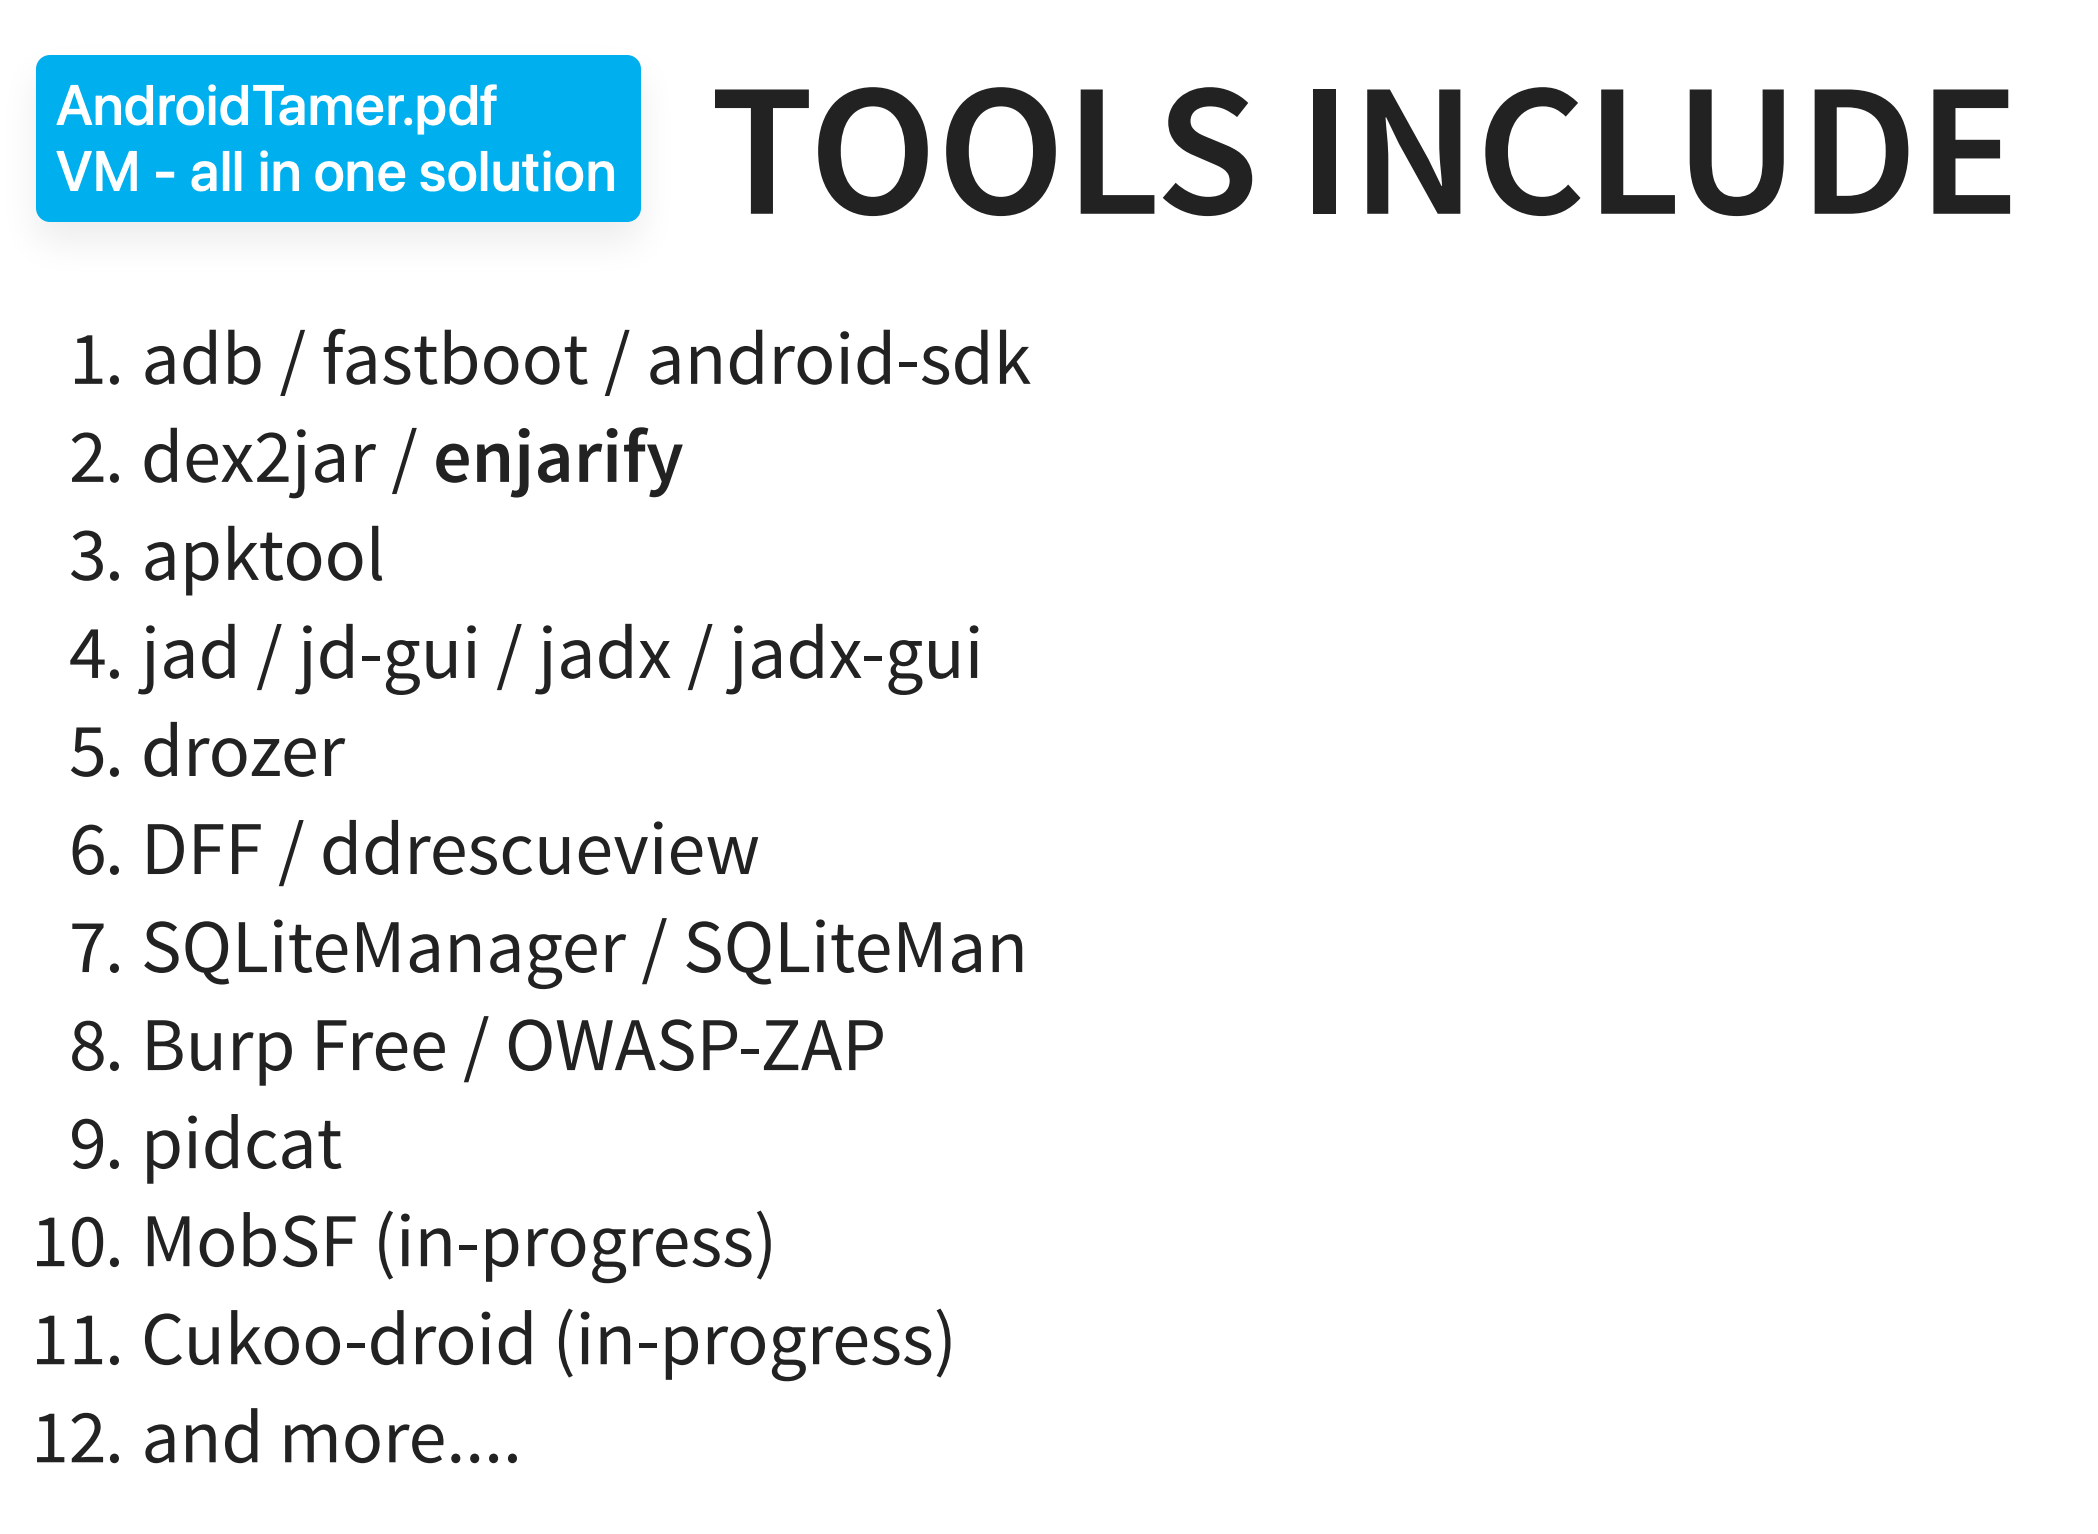 AndroidTamer.pdf
VM - all in one solution
TOOLS INCLUDE
1. adb / fastboot / android-sdk
2. dex2jar / enjarify
3. apktool
4. jad / jd-gui / jadx / jadx-gui
5. drozer
6. DFF / ddrescueview
7. SQLiteManager / SQLiteMan
8. Burp Free / OWASP-ZAP
9. pidcat
10. MobSF (in-progress)
11. Cukoo-droid (in-progress)
12. and more....